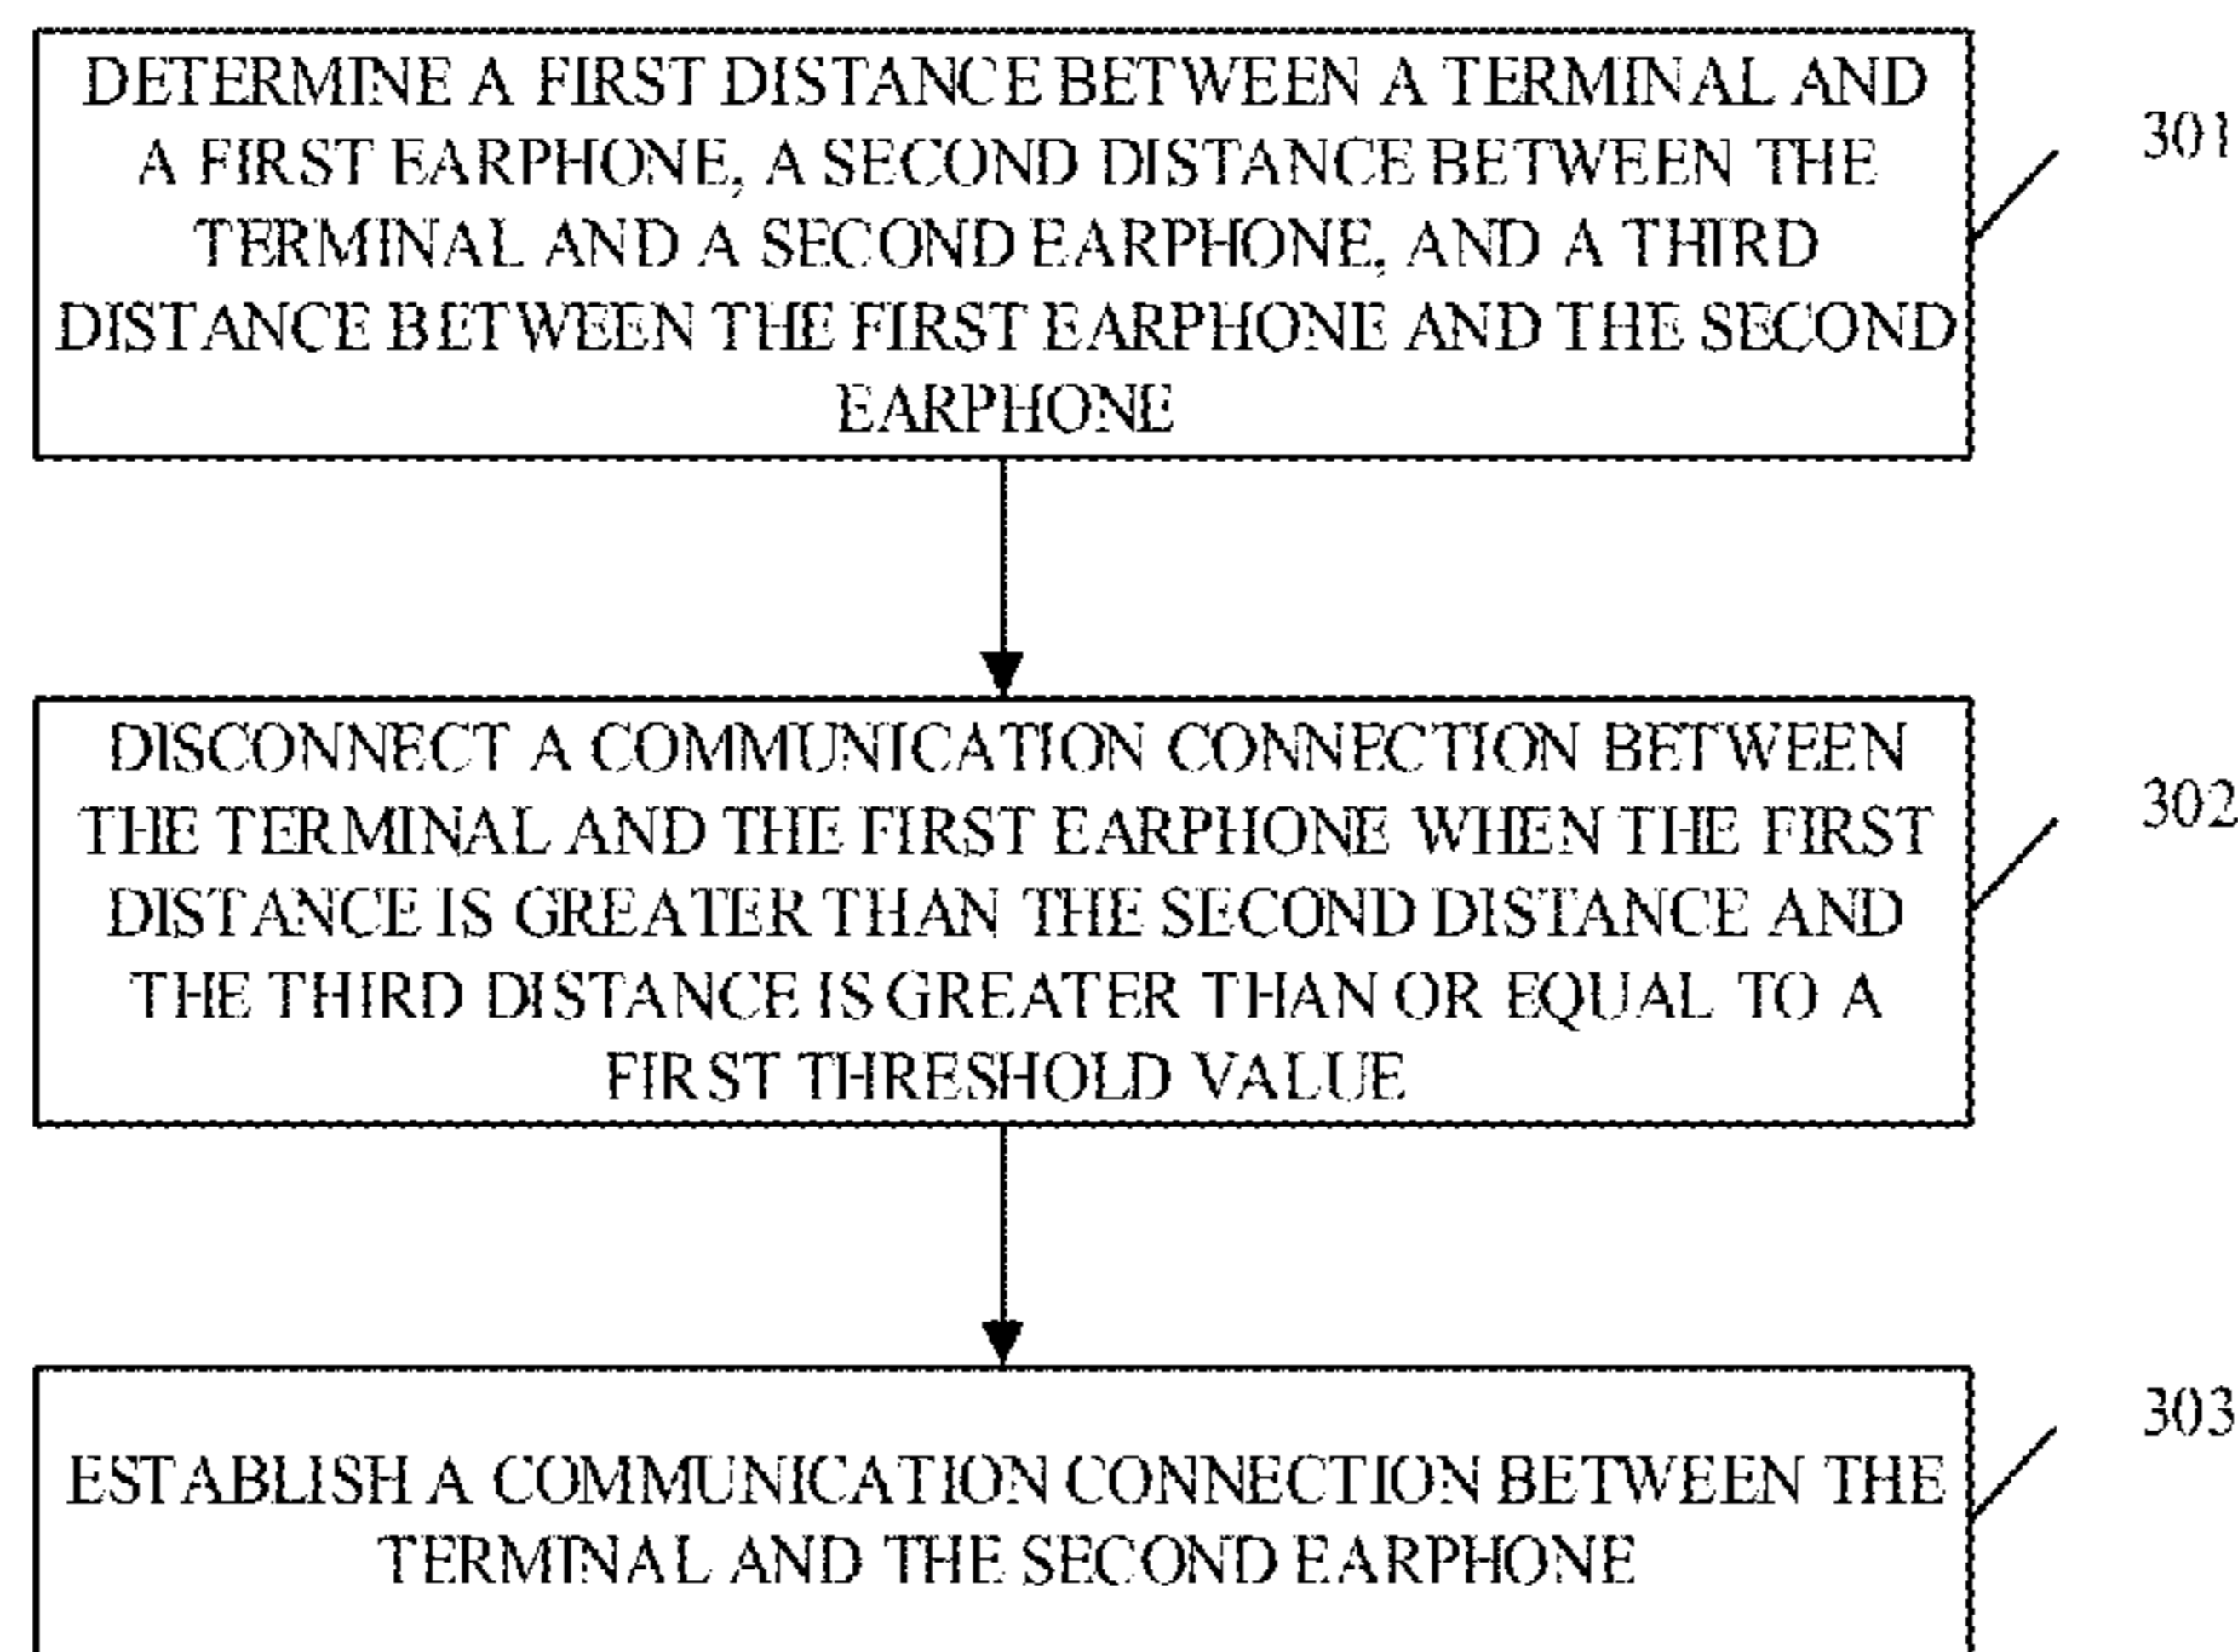 DETERMINE A FIRST DISTANCE BETWEEN A TERMINAL AND
A FIRST EARPHONE, A SECOND DISTANCE BETWEEN THE
TERMINAL AND A SECOND EARPHONE, AND A THIRD
DISTANCE BETWEEN THE FIRST EARPHONE AND THE SECOND
EARPHONE
301
DISCONNECT A COMMUNICATION CONNECTION BETWEEN
THE TERMINAL AND THE FIRST EARPHONE WHEN THE FIRST
DISTANCE IS GREATER THAN THE SECOND DISTANCE AND
THE THIRD DISTANCE IS GREATER THAN OR EQUAL TO A
FIRST THRESHOLD VALUE
302
ESTABLISH A COMMUNICATION CONNECTION BETWEEN THE
TERMINAL AND THE SECOND EARPHONE
303